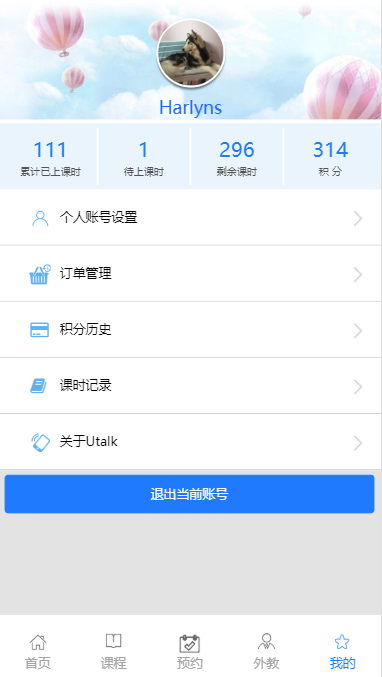 Harlyns
111 1 296 314
累计已上课时 待上课时 剩余课时 积 分
个人账号设置
订单管理
积分历史
课时记录
关于Utalk
退出当前账号
首页 课程 预约 外教 我的